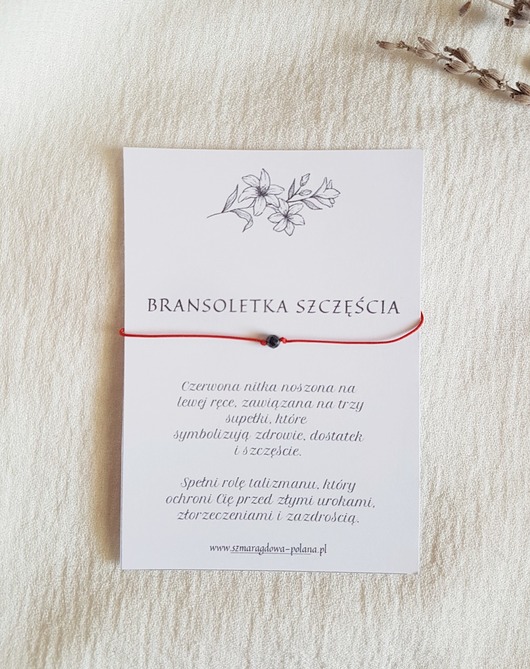 BRANSOLETKA SZCZĘŚCIA
Czerwona nitka noszona na
lewej ręce, zawiązana na trzy
supełki, które
symbolizują zdrowie, dostatek
i szczęście.
Spełni rolę talizmanu, który
ochroni Cię przed złymi urokami,
złorzeczeniami i zazdrością.
www.szmaragdowa-polana.pl